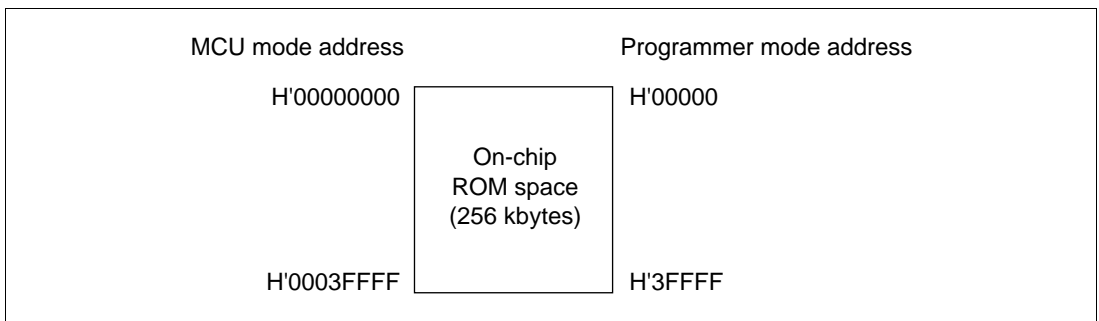 MCU mode address Programmer mode address
H'00000000 H'00000
On-chip
ROM space
(256 kbytes)
H'0003FFFF H'3FFFF